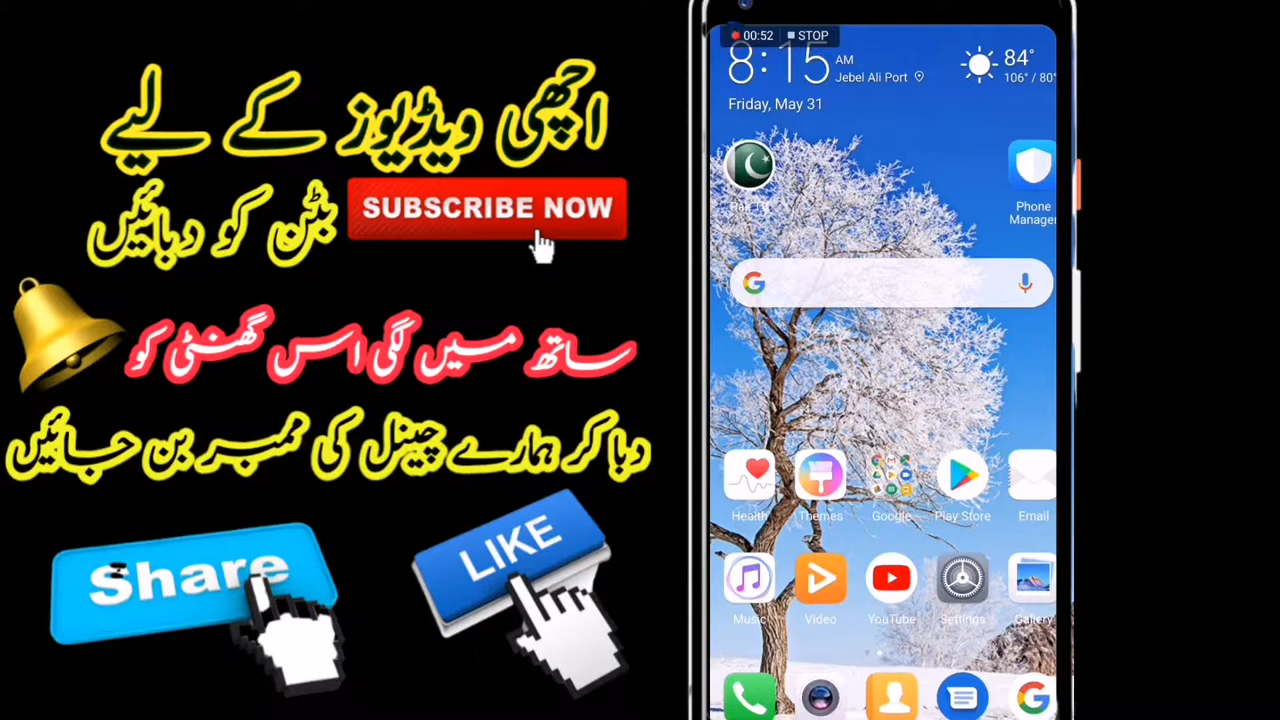 اچھی ویڈیوز کے لیے
SUBSCRIBE NOW بٹن کو دبائیں
ساتھ میں لگی اس گھنٹی کو
دبا کر ہمارے چینل کی ممبر بن جائیں
Share
LIKE
00:52 STOP
8:15 AM
Jebel Ali Port
84°
106° / 80°
Friday, May 31
Phone Manager
Health
Themes
Google
Play Store
Email
Music
Video
YouTube
Settings
Gallery